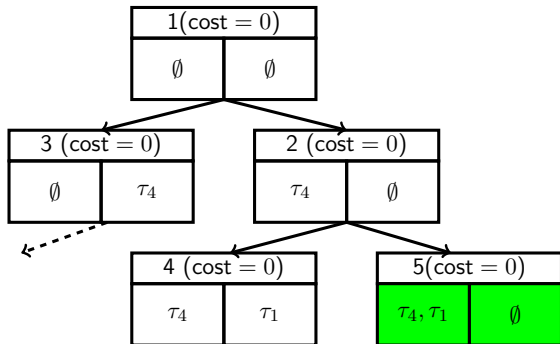 1(cost = 0)
∅ ∅
3 (cost = 0) 2 (cost = 0)
∅ τ₄ τ₄ ∅
4 (cost = 0) 5(cost = 0)
τ₄ τ₁ τ₄, τ₁ ∅